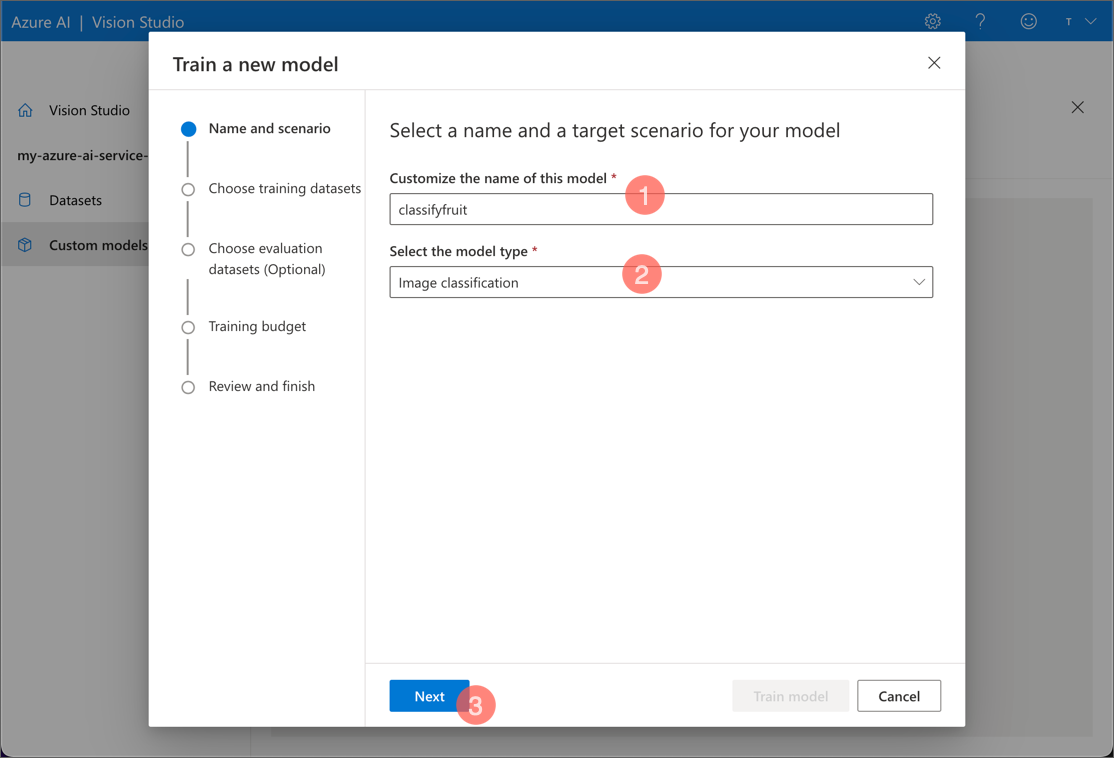 Azure AI | Vision Studio
T
Train a new model
Vision Studio
my-azure-ai-service-
Datasets
Custom models
Name and scenario
Choose training datasets
Choose evaluation
datasets (Optional)
Training budget
Review and finish
Select a name and a target scenario for your model
Customize the name of this model *
1
classifyfruit
Select the model type *
2
Image classification
Next
3
Train model
Cancel